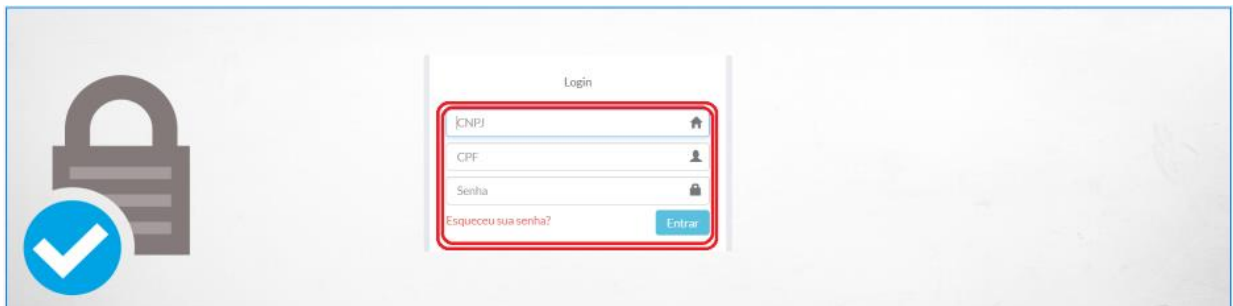 Login
CNPJ
CPF
Senha
Esqueceu sua senha?
Entrar